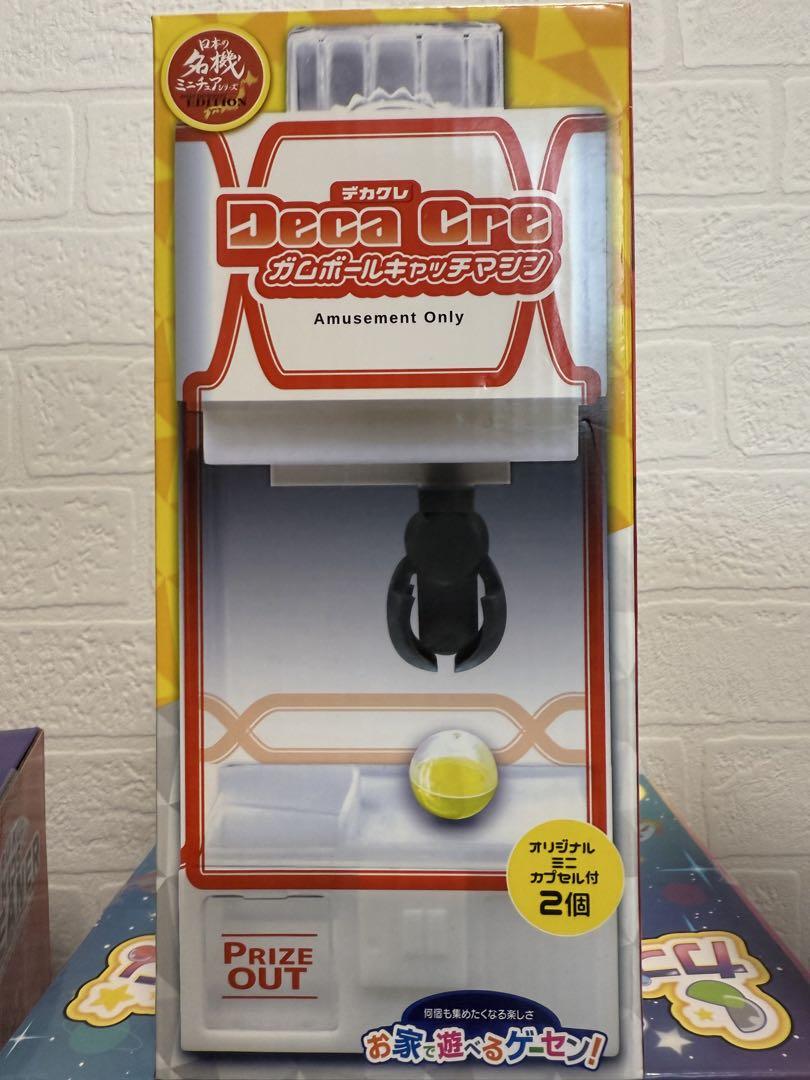 日本の
名機
ミニチュアシリーズ
EDITION
デカクレ
Deca Cre
ガムボールキャッチマシン
Amusement Only
オリジナル
ミニ
カプセル付
2個
PRIZE
OUT
何個も集めたくなる楽しさ
お家で遊べるゲーセン!